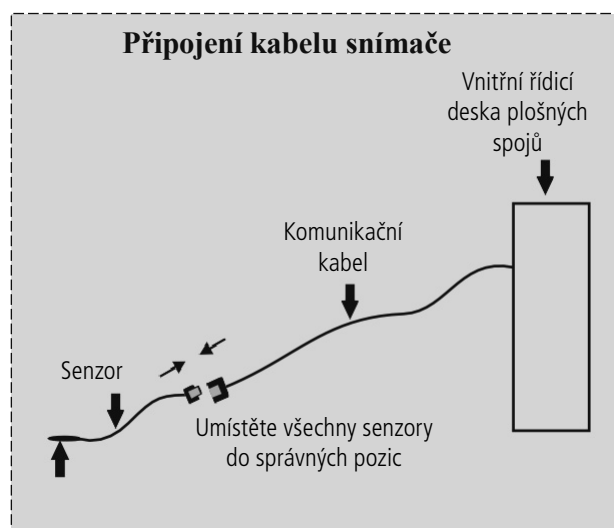 Připojení kabelu snímače
Vnitřní řídicí
deska plošných
spojů
Komunikační
kabel
Senzor
Umístěte všechny senzory
do správných pozic